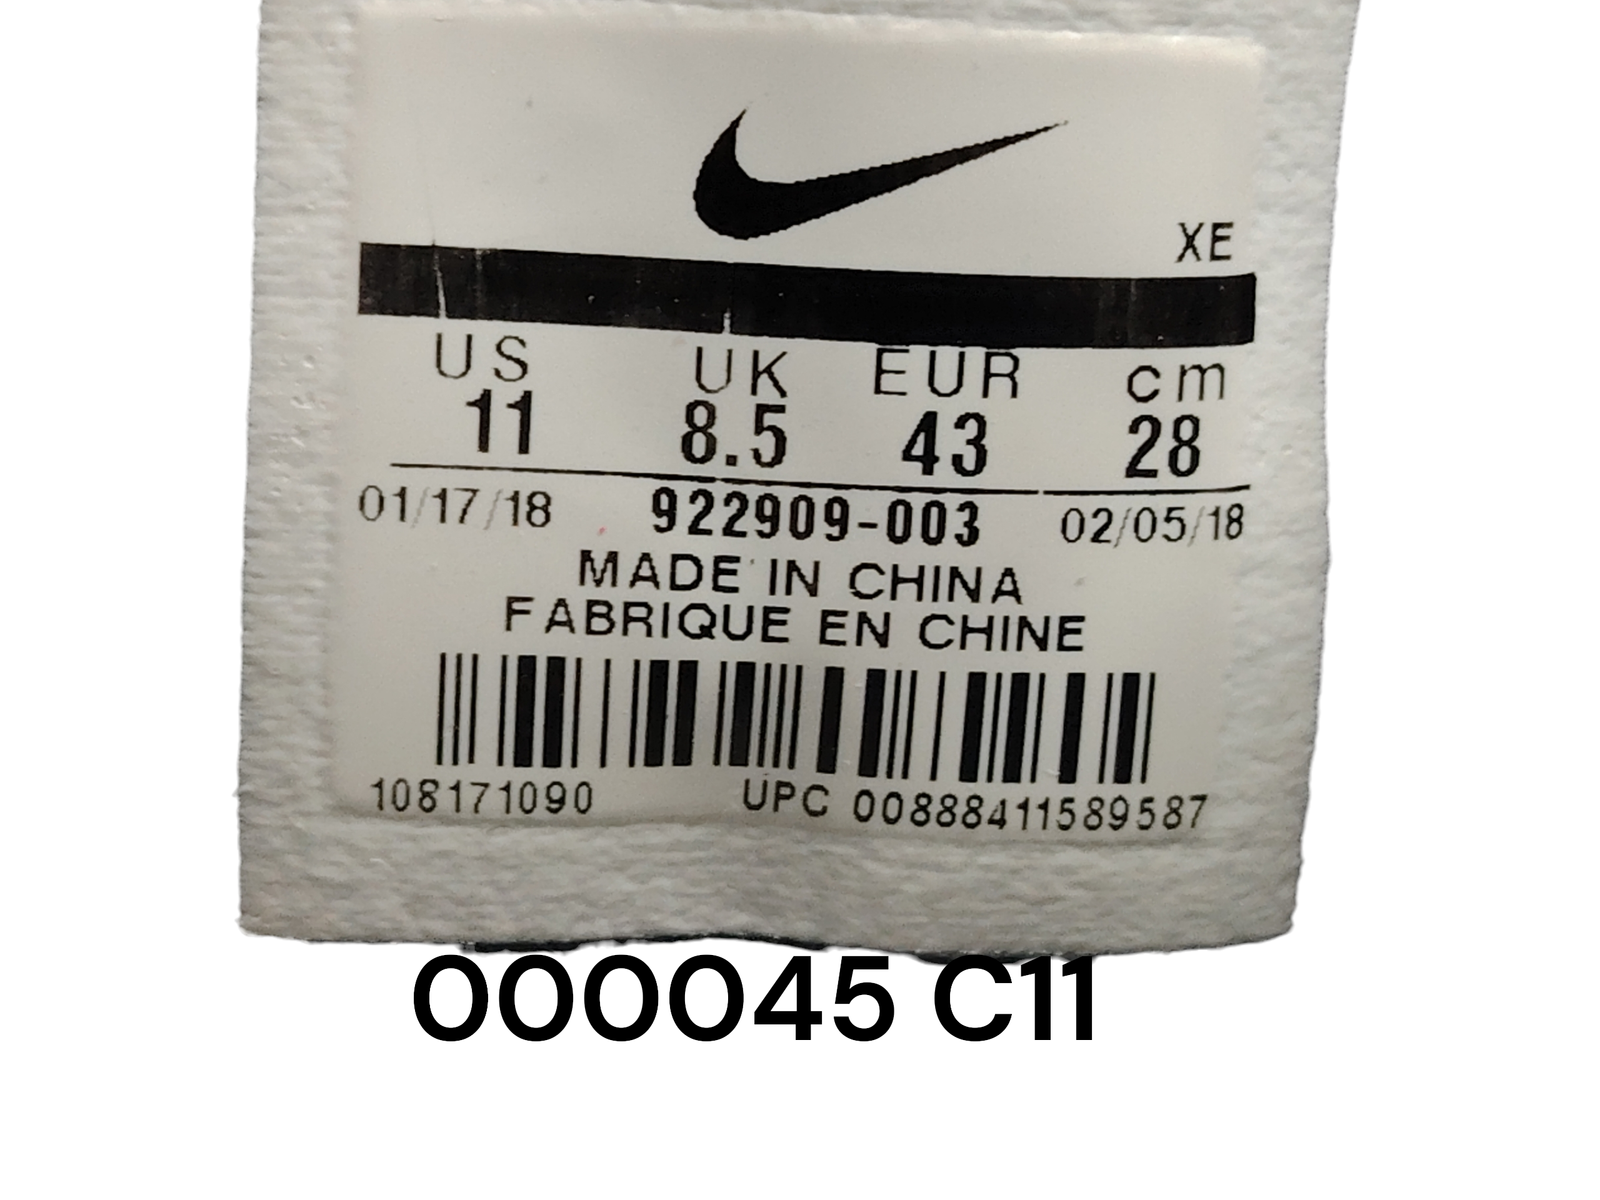 XE
US UK EUR cm
11 8.5 43 28
01/17/18 922909-003 02/05/18
MADE IN CHINA
FABRIQUE EN CHINE
108171090 UPC 00888411589587
000045 C11